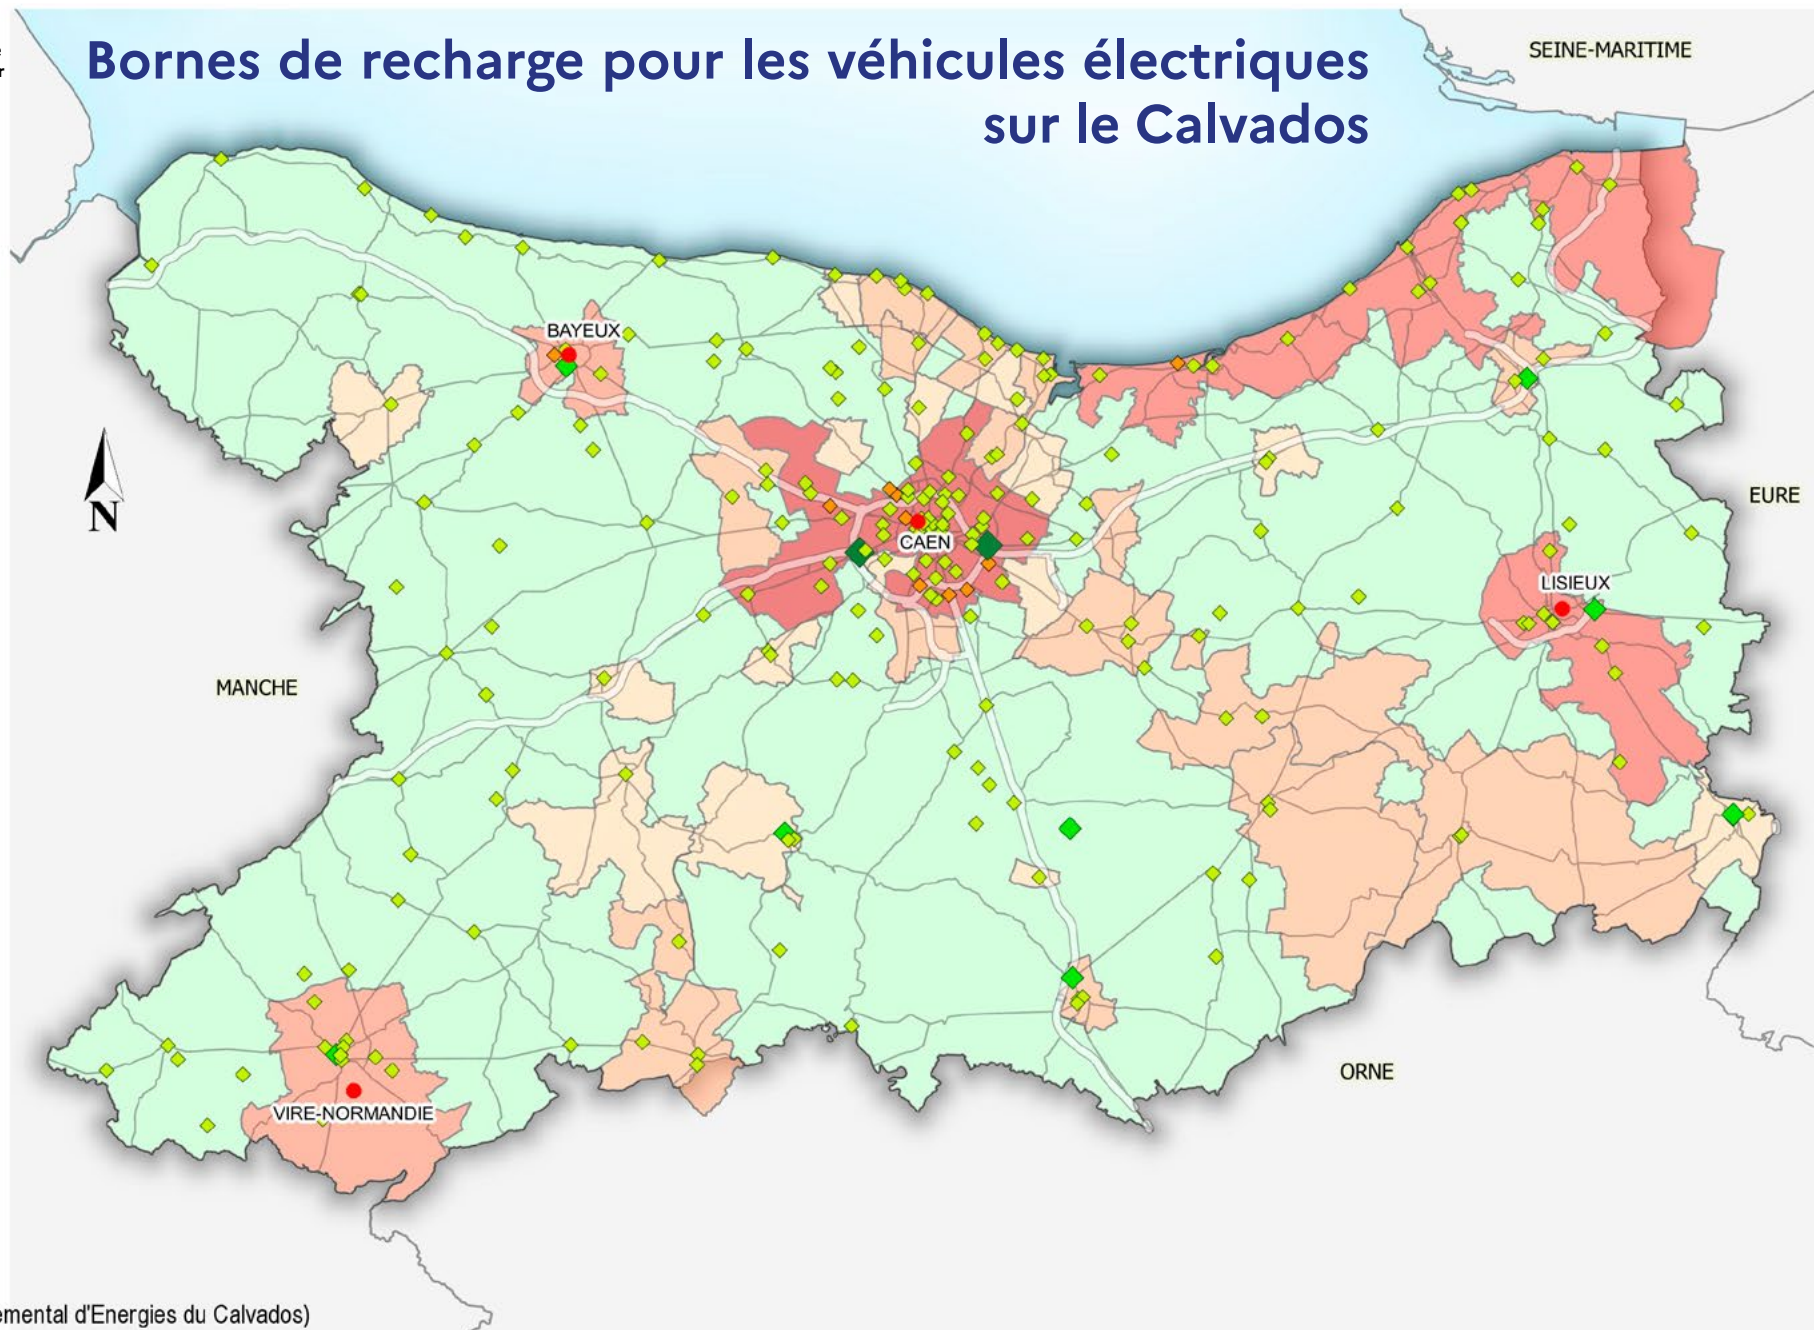 Bornes de recharge pour les véhicules électriques
sur le Calvados
SEINE-MARITIME
BAYEUX
N
CAEN
EURE
LISIEUX
MANCHE
ORNE
VIRE-NORMANDIE
emental d'Energies du Calvados)